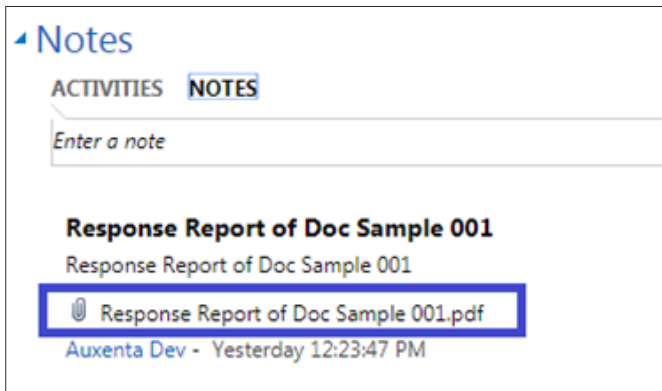 Notes
ACTIVITIES NOTES
Enter a note
Response Report of Doc Sample 001
Response Report of Doc Sample 001
Response Report of Doc Sample 001.pdf
Auxenta Dev - Yesterday 12:23:47 PM